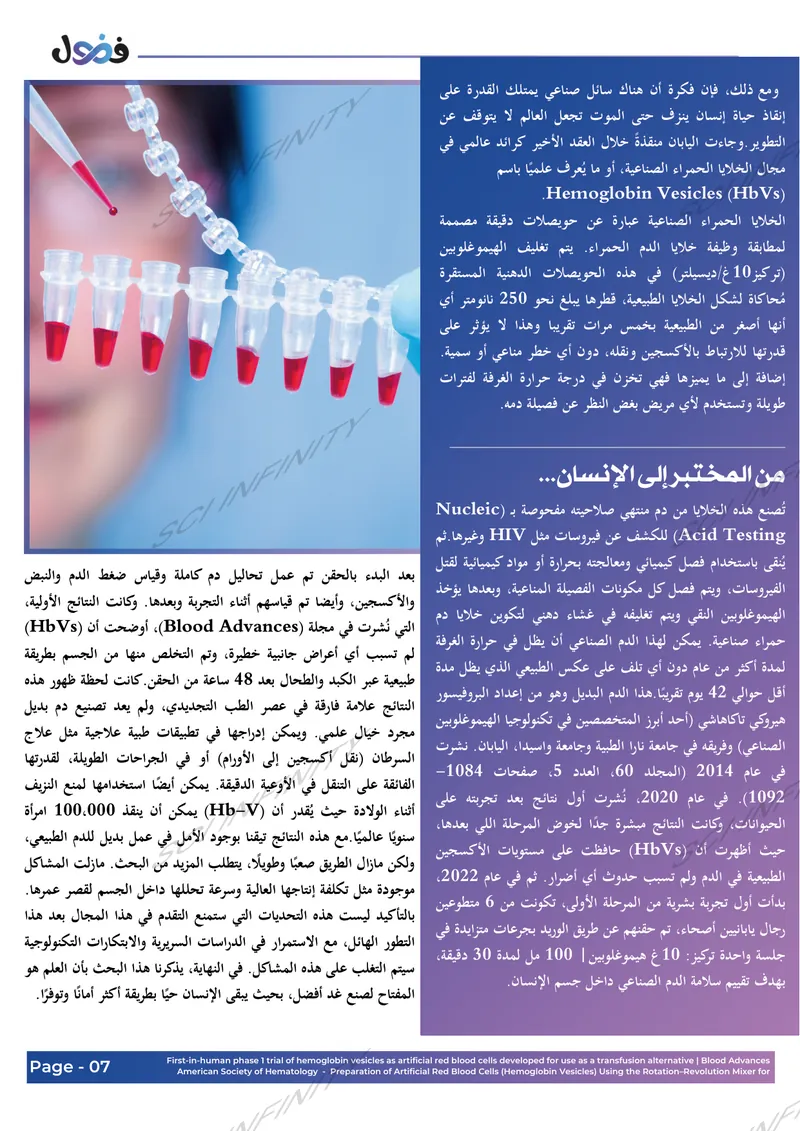 فضول
ومع ذلك، فإن فكرة أن هناك سائل صناعي يمتلك القدرة على
إنقاذ حياة إنسان ينزف حتى الموت تجعل العالم لا يتوقف عن
التطوير.وجاءت اليابان منقذةً خلال العقد الأخير كرائد عالمي في
مجال الخلايا الحمراء الصناعية، أو ما يُعرف علميًا باسم
Hemoglobin Vesicles (HbVs).
الخلايا الحمراء الصناعية عبارة عن حويصلات دقيقة مصممة
لمطابقة وظيفة خلايا الدم الحمراء. يتم تغليف الهيموغلوبين
(تركيز10غ/ديسيلتر) في هذه الحويصلات الدهنية المستقرة
مُحاكاة لشكل الخلايا الطبيعية، قطرها يبلغ نحو 250 نانومتر أي
أنها أصغر من الطبيعية بخمس مرات تقريبا وهذا لا يؤثر على
قدرتها للارتباط بالأكسجين ونقله، دون أي خطر مناعي أو سمية.
إضافة إلى ما يميزها فهي تخزن في درجة حرارة الغرفة لفترات
طويلة وتستخدم لأي مريض بغض النظر عن فصيلة دمه.
من المختبر إلى الإنسان...
تُصنع هذه الخلايا من دم منتهي صلاحيته مفحوصة بـ (Nucleic
Acid Testing) للكشف عن فيروسات مثل HIV وغيرها.ثم
يُنقى باستخدام فصل كيميائي ومعالجته بحرارة أو مواد كيميائية لقتل
الفيروسات، ويتم فصل كل مكونات الفصيلة المناعية، وبعدها يؤخذ
الهيموغلوبين النقي ويتم تغليفه في غشاء دهني لتكوين خلايا دم
حمراء صناعية. يمكن لهذا الدم الصناعي أن يظل في حرارة الغرفة
لمدة أكثر من عام دون أي تلف على عكس الطبيعي الذي يظل مدة
أقل حوالي 42 يوم تقريبًا.هذا الدم البديل وهو من إعداد البروفيسور
هيروكي تاكاهاشي (أحد أبرز المتخصصين في تكنولوجيا الهيموغلوبين
الصناعي) وفريقه في جامعة نارا الطبية وجامعة واسيدا، اليابان. نشرت
في عام 2014 (المجلد 60، العدد 5، صفحات 1084–
1092). في عام 2020، نُشرت أول نتائج بعد تجربته على
الحيوانات، وكانت النتائج مبشرة جدًا لخوض المرحلة اللي بعدها،
حيث أظهرت أن (HbVs) حافظت على مستويات الأكسجين
الطبيعية في الدم ولم تسبب حدوث أي أضرار. ثم في عام 2022،
بدأت أول تجربة بشرية من المرحلة الأولى، تكونت من 6 متطوعين
رجال يابانيين أصحاء، تم حقنهم عن طريق الوريد بجرعات متزايدة في
جلسة واحدة تركيز: 10غ هيموغلوبين| 100 مل لمدة 30 دقيقة،
بهدف تقييم سلامة الدم الصناعي داخل جسم الإنسان.
بعد البدء بالحقن تم عمل تحاليل دم كاملة وقياس ضغط الدم والنبض
والأكسجين، وأيضا تم قياسهم أثناء التجربة وبعدها. وكانت النتائج الأولية،
التي نُشرت في مجلة (Blood Advances)، أوضحت أن (HbVs)
لم تسبب أي أعراض جانبية خطيرة، وتم التخلص منها من الجسم بطريقة
طبيعية عبر الكبد والطحال بعد 48 ساعة من الحقن.كانت لحظة ظهور هذه
النتائج علامة فارقة في عصر الطب التجديدي، ولم يعد تصنيع دم بديل
مجرد خيال علمي. ويمكن إدراجها في تطبيقات طبية علاجية مثل علاج
السرطان (نقل أكسجين إلى الأورام) أو في الجراحات الطويلة، لقدرتها
الفائقة على التنقل في الأوعية الدقيقة. يمكن أيضًا استخدامها لمنع النزيف
أثناء الولادة حيث يُقدر أن (Hb–V) يمكن أن ينقذ 100،000 امرأة
سنويًا عالميًا.مع هذه النتائج تيقنا بوجود الأمل في عمل بديل للدم الطبيعي،
ولكن مازال الطريق صعبًا وطويلًا، يتطلب المزيد من البحث. مازلت المشاكل
موجودة مثل تكلفة إنتاجها العالية وسرعة تحللها داخل الجسم لقصر عمرها.
بالتأكيد ليست هذه التحديات التي ستمنع التقدم في هذا المجال بعد هذا
التطور الهائل، مع الاستمرار في الدراسات السريرية والابتكارات التكنولوجية
سيتم التغلب على هذه المشاكل. في النهاية، يذكرنا هذا البحث بأن العلم هو
المفتاح لصنع غد أفضل، بحيث يبقى الإنسان حيًا بطريقة أكثر أمانًا وتوفرًا.
Page - 07
First-in-human phase 1 trial of hemoglobin vesicles as artificial red blood cells developed for use as a transfusion alternative | Blood Advances
American Society of Hematology - Preparation of Artificial Red Blood Cells (Hemoglobin Vesicles) Using the Rotation–Revolution Mixer for
SCI INFINITY
SCI INFINITY
SCI INFINITY
SCI INFINITY